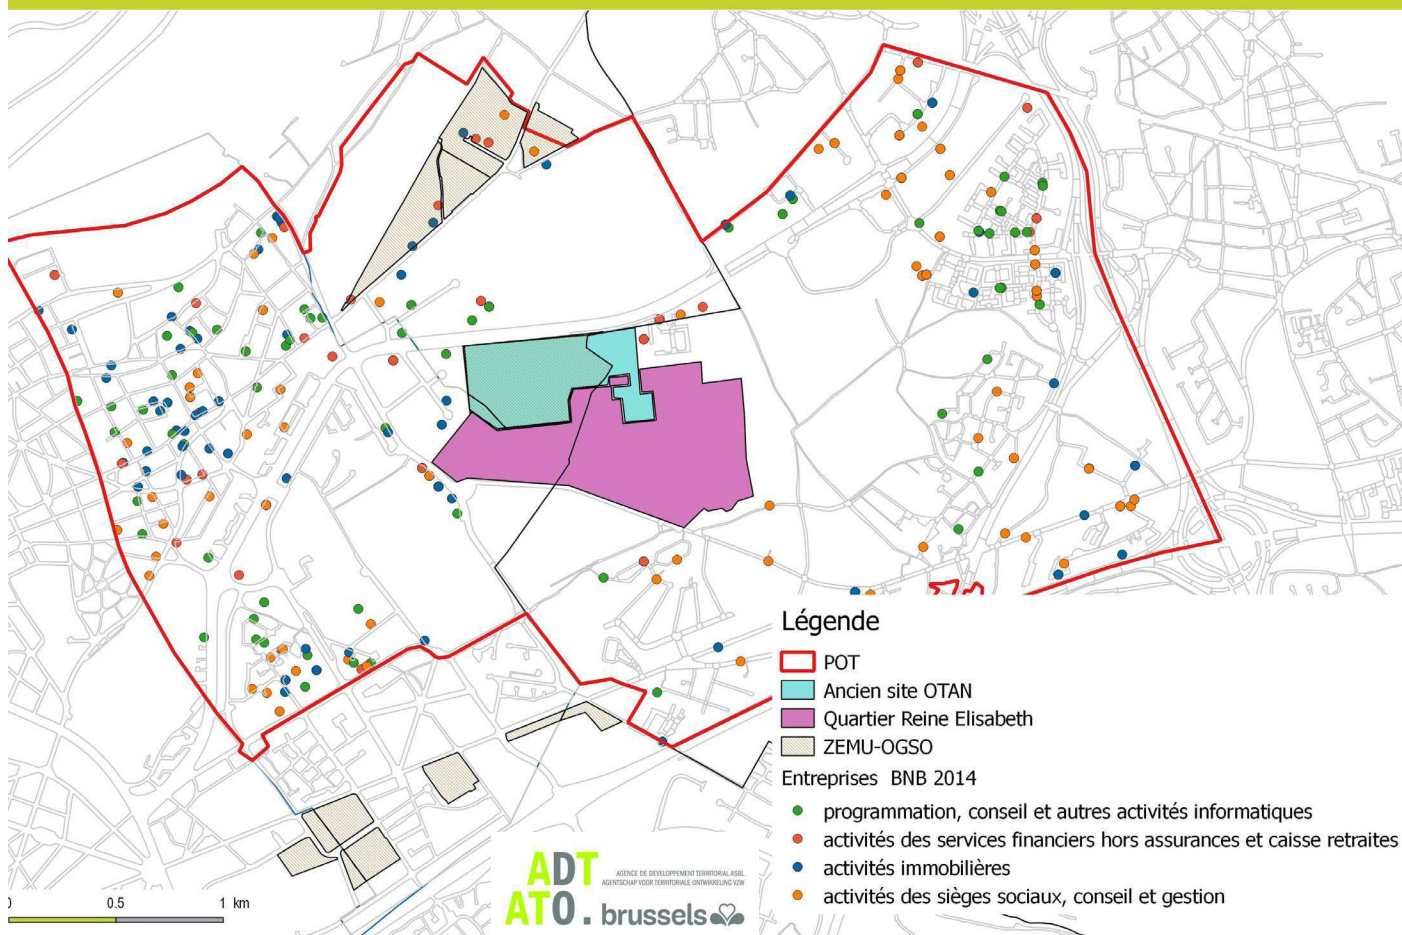 Légende
POT
Ancien site OTAN
Quartier Reine Elisabeth
ZEMU-OGSO
Entreprises BNB 2014
programmation, conseil et autres activités informatiques
activités des services financiers hors assurances et caisse retraites
activités immobilières
activités des sièges sociaux, conseil et gestion
0 0.5 1 km
ADT
ATO. brussels
AGENCE DE DEVELOPPEMENT TERRITORIAL ASBL
AGENTSCHAP VOOR TERRITORIALE ONTWIKKELING VZW